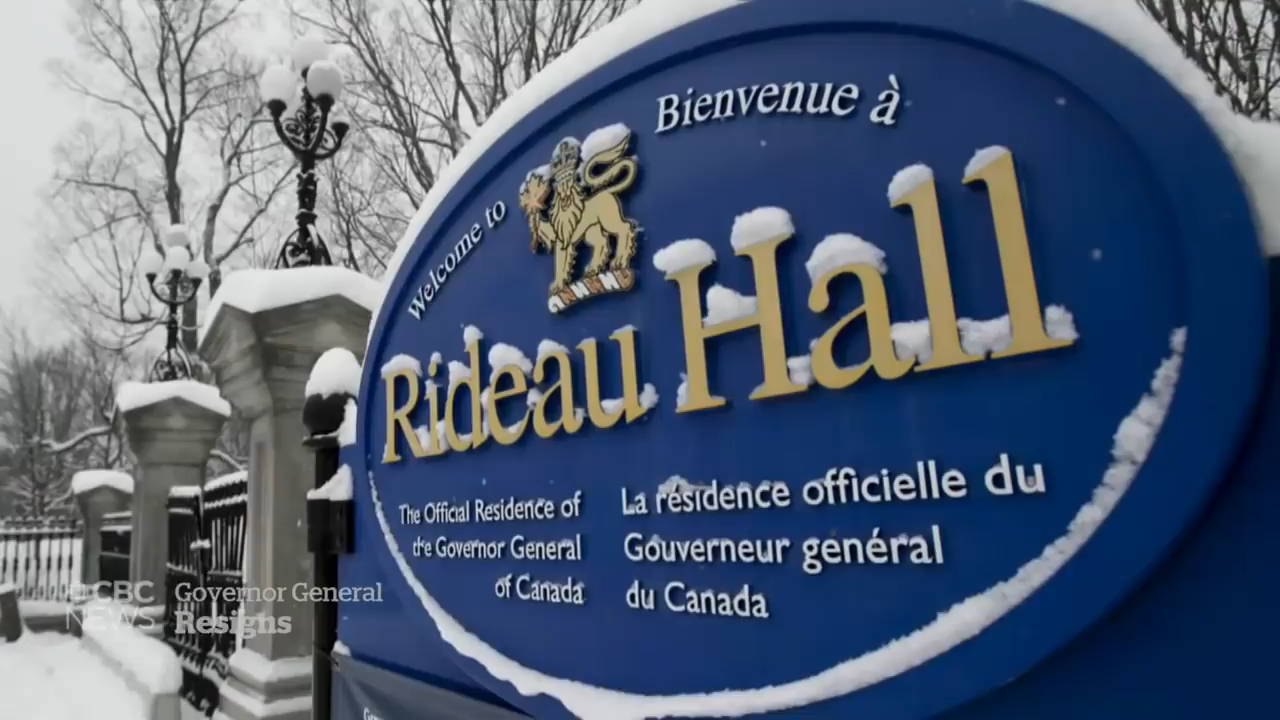 Bienvenue à
Welcome to
Rideau Hall
The Official Residence of
the Governor General
of Canada
La résidence officielle du
Gouverneur général
du Canada
CBC
NEWS
Governor General
Resigns